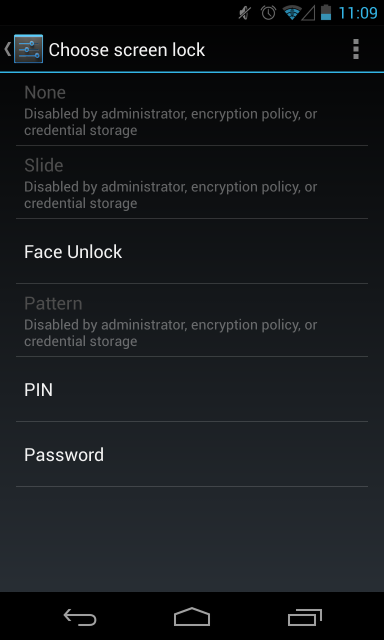 11:09
Choose screen lock
None
Disabled by administrator, encryption policy, or
credential storage
Slide
Disabled by administrator, encryption policy, or
credential storage
Face Unlock
Pattern
Disabled by administrator, encryption policy, or
credential storage
PIN
Password